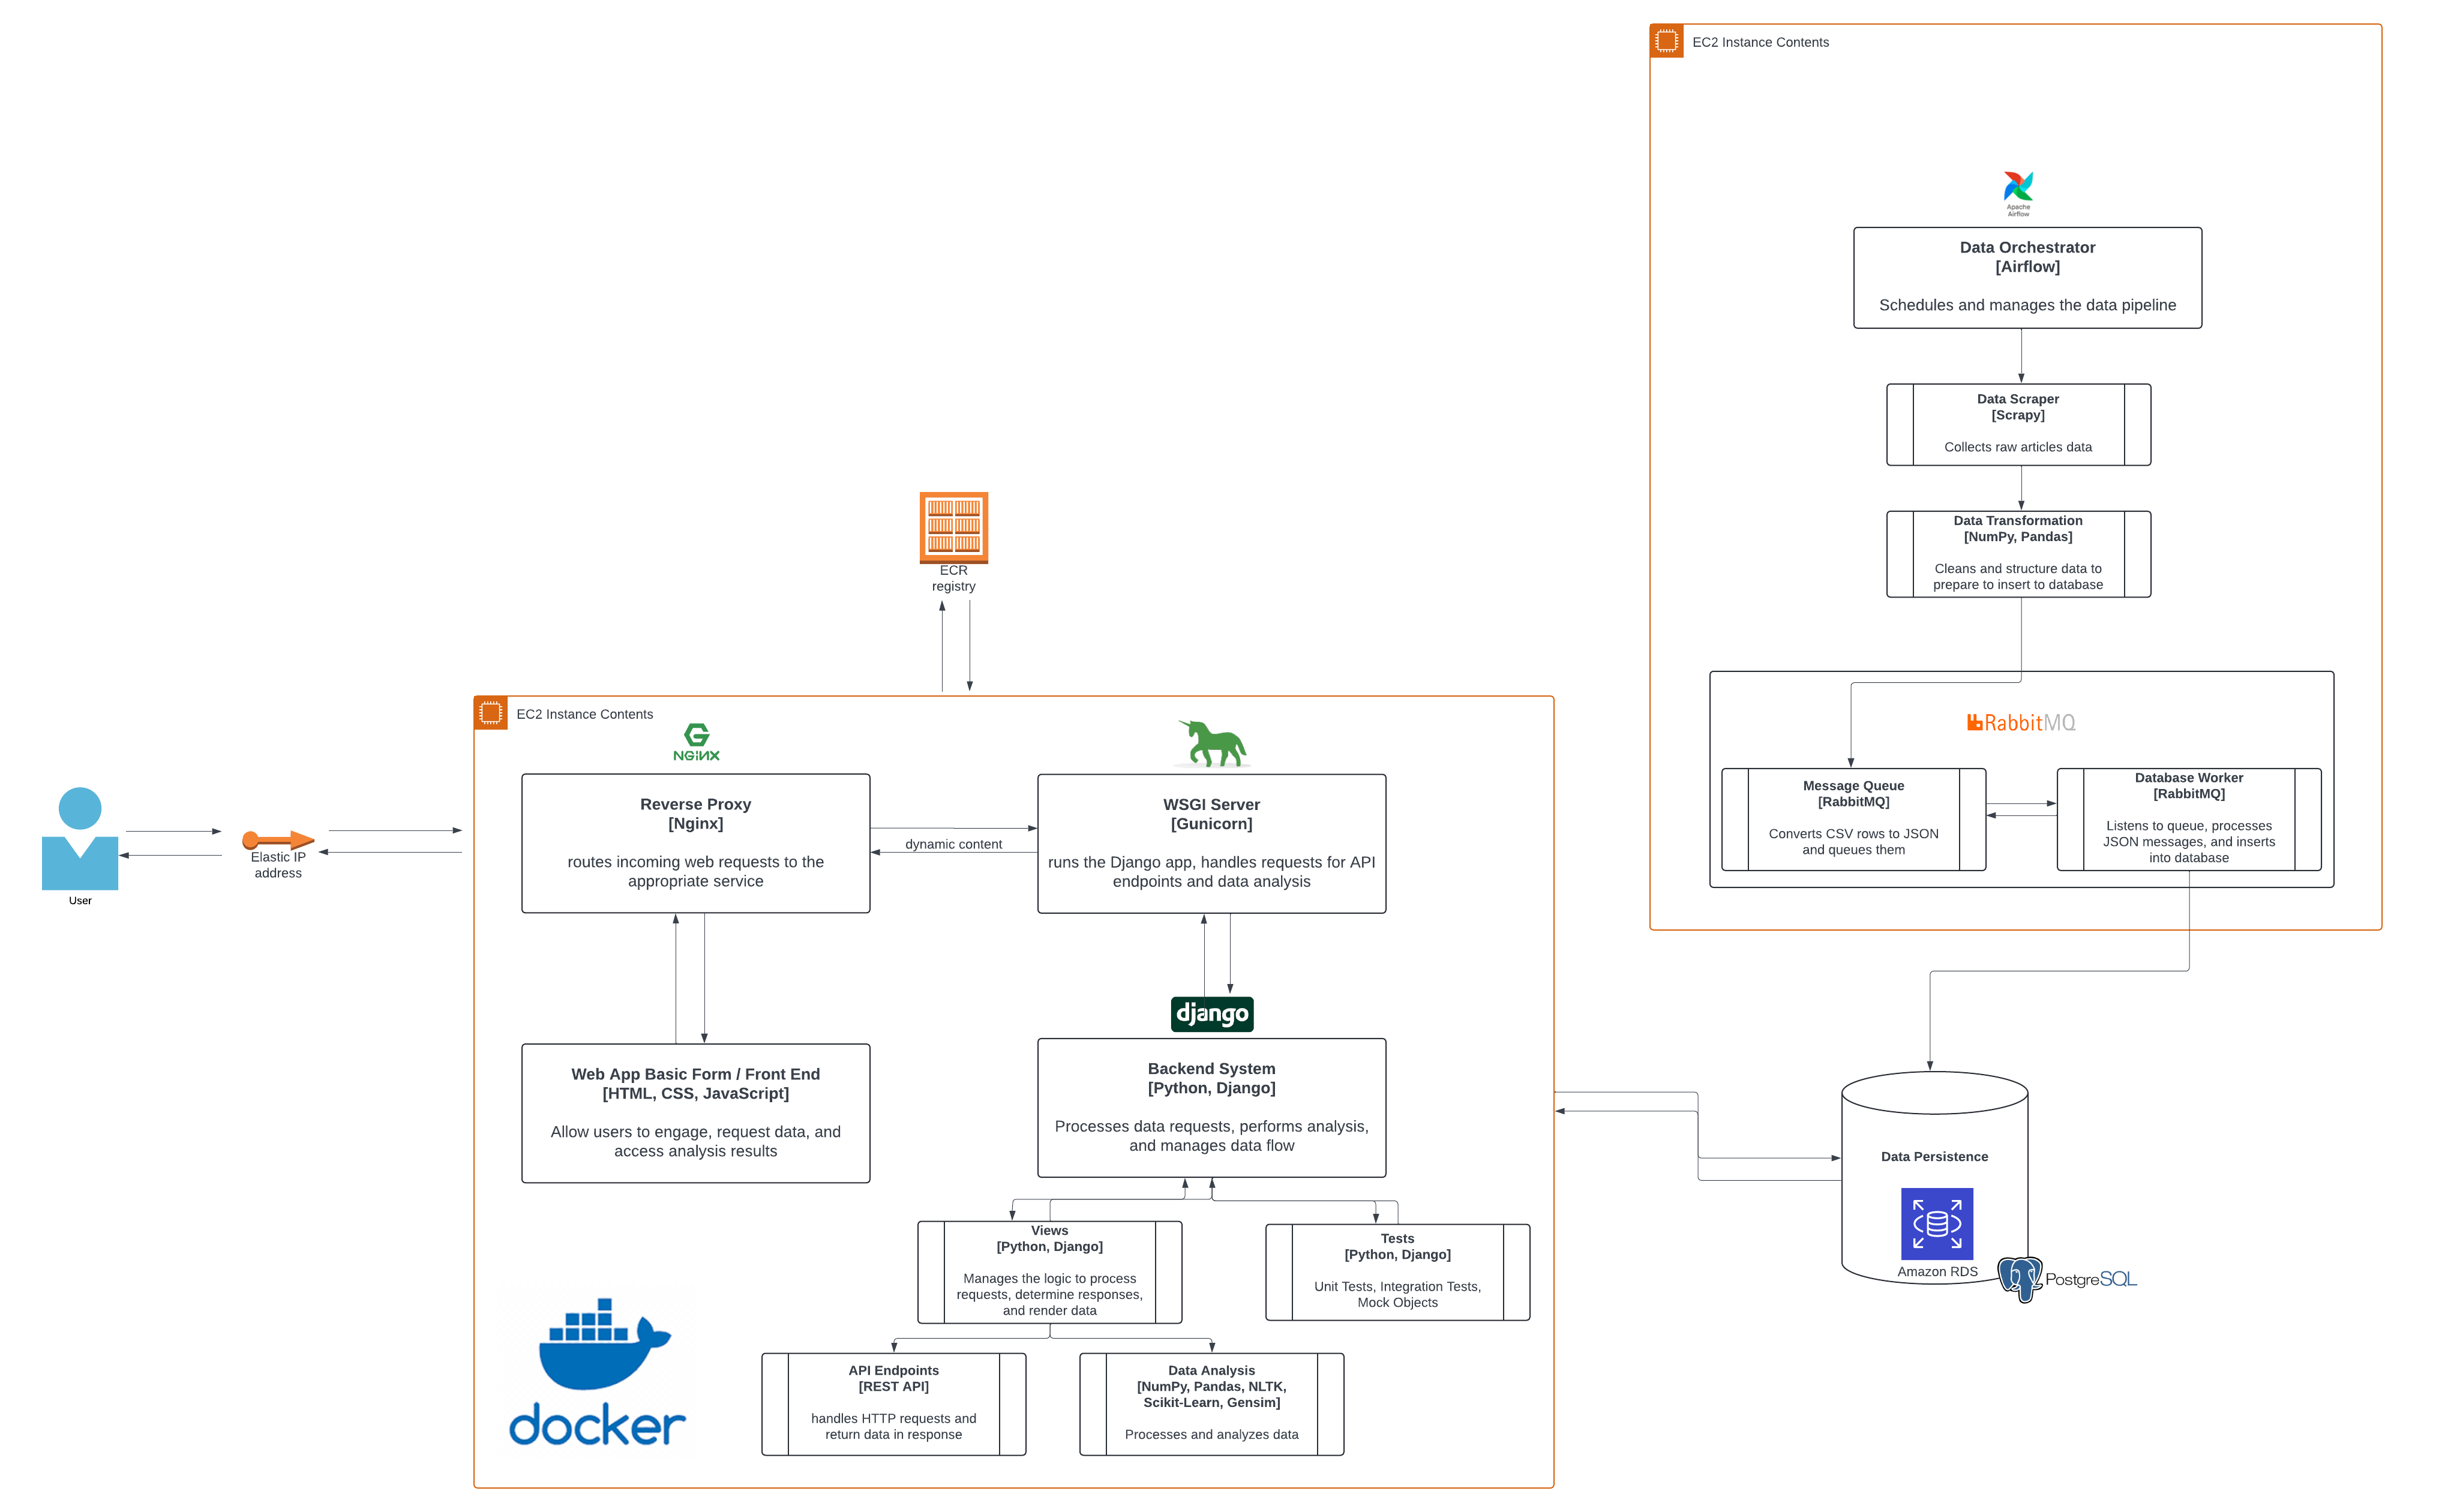 EC2 Instance Contents
Apache
Airflow
Data Orchestrator
[Airflow]
Schedules and manages the data pipeline
Data Scraper
[Scrapy]
Collects raw articles data
Data Transformation
[NumPy, Pandas]
Cleans and structure data to
prepare to insert to database
RabbitMQ
Message Queue
[RabbitMQ]
Converts CSV rows to JSON
and queues them
Database Worker
[RabbitMQ]
Listens to queue, processes
JSON messages, and inserts
into database
ECR
registry
User
Elastic IP
address
EC2 Instance Contents
NGINX
Reverse Proxy
[Nginx]
routes incoming web requests to the
appropriate service
dynamic content
WSGI Server
[Gunicorn]
runs the Django app, handles requests for API
endpoints and data analysis
Web App Basic Form / Front End
[HTML, CSS, JavaScript]
Allow users to engage, request data, and
access analysis results
django
Backend System
[Python, Django]
Processes data requests, performs analysis,
and manages data flow
Views
[Python, Django]
Manages the logic to process
requests, determine responses,
and render data
Tests
[Python, Django]
Unit Tests, Integration Tests,
Mock Objects
API Endpoints
[REST API]
handles HTTP requests and
return data in response
Data Analysis
[NumPy, Pandas, NLTK,
Scikit-Learn, Gensim]
Processes and analyzes data
docker
Data Persistence
Amazon RDS
PostgreSQL